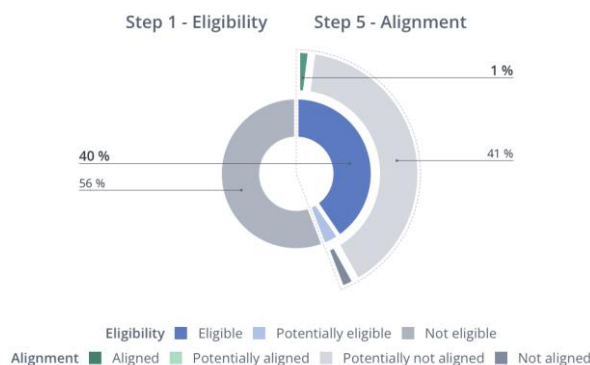 Step 1 - Eligibility Step 5 - Alignment
1 %
40 %
41 %
56 %
Eligibility Eligible Potentially eligible Not eligible
Alignment Aligned Potentially aligned Potentially not aligned Not aligned